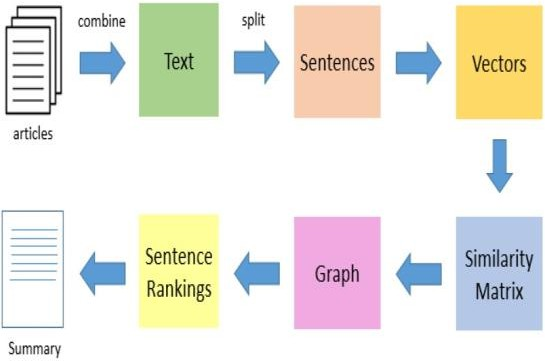 combine
split
Text
Sentences
Vectors
articles
Similarity
Matrix
Graph
Sentence
Rankings
Summary